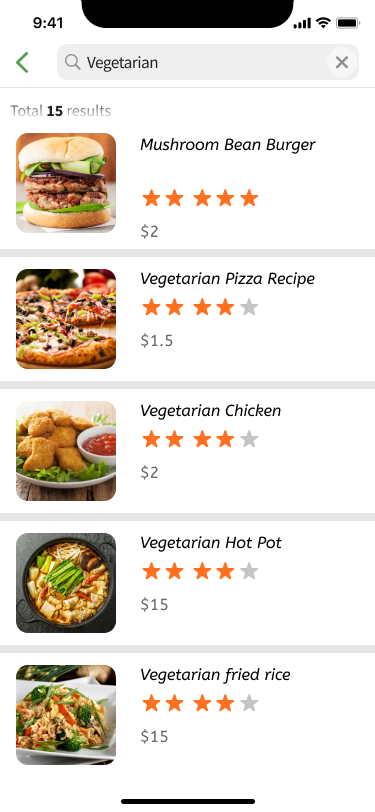 9:41
Vegetarian
Total 15 results
Mushroom Bean Burger
$2
Vegetarian Pizza Recipe
$1.5
Vegetarian Chicken
$2
Vegetarian Hot Pot
$15
Vegetarian fried rice
$15